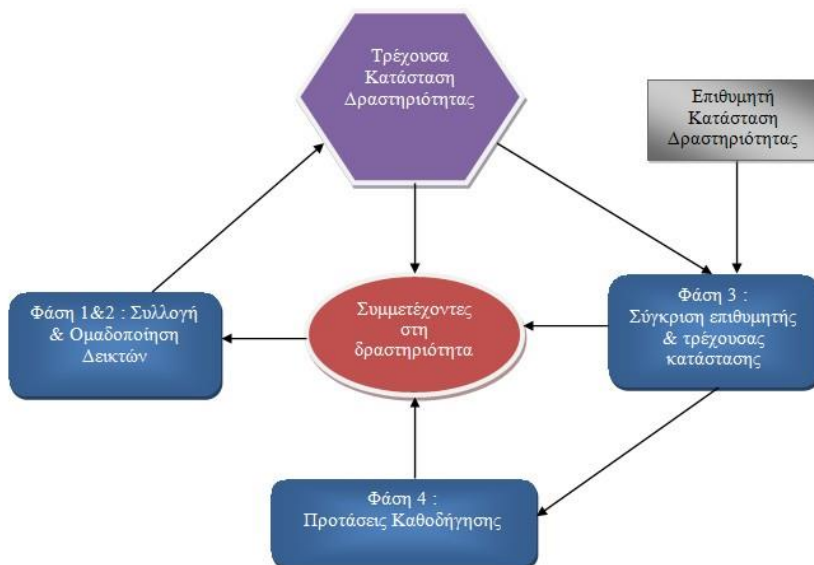 Τρέχουσα
Κατάσταση
Δραστηριότητας
Επιθυμητή
Κατάσταση
Δραστηριότητας
Φάση 1&2 : Συλλογή
& Ομαδοποίηση
Δεικτών
Συμμετέχοντες
στη
δραστηριότητα
Φάση 3 :
Σύγκριση επιθυμητής
& τρέχουσας
κατάστασης
Φάση 4 :
Προτάσεις Καθοδήγησης